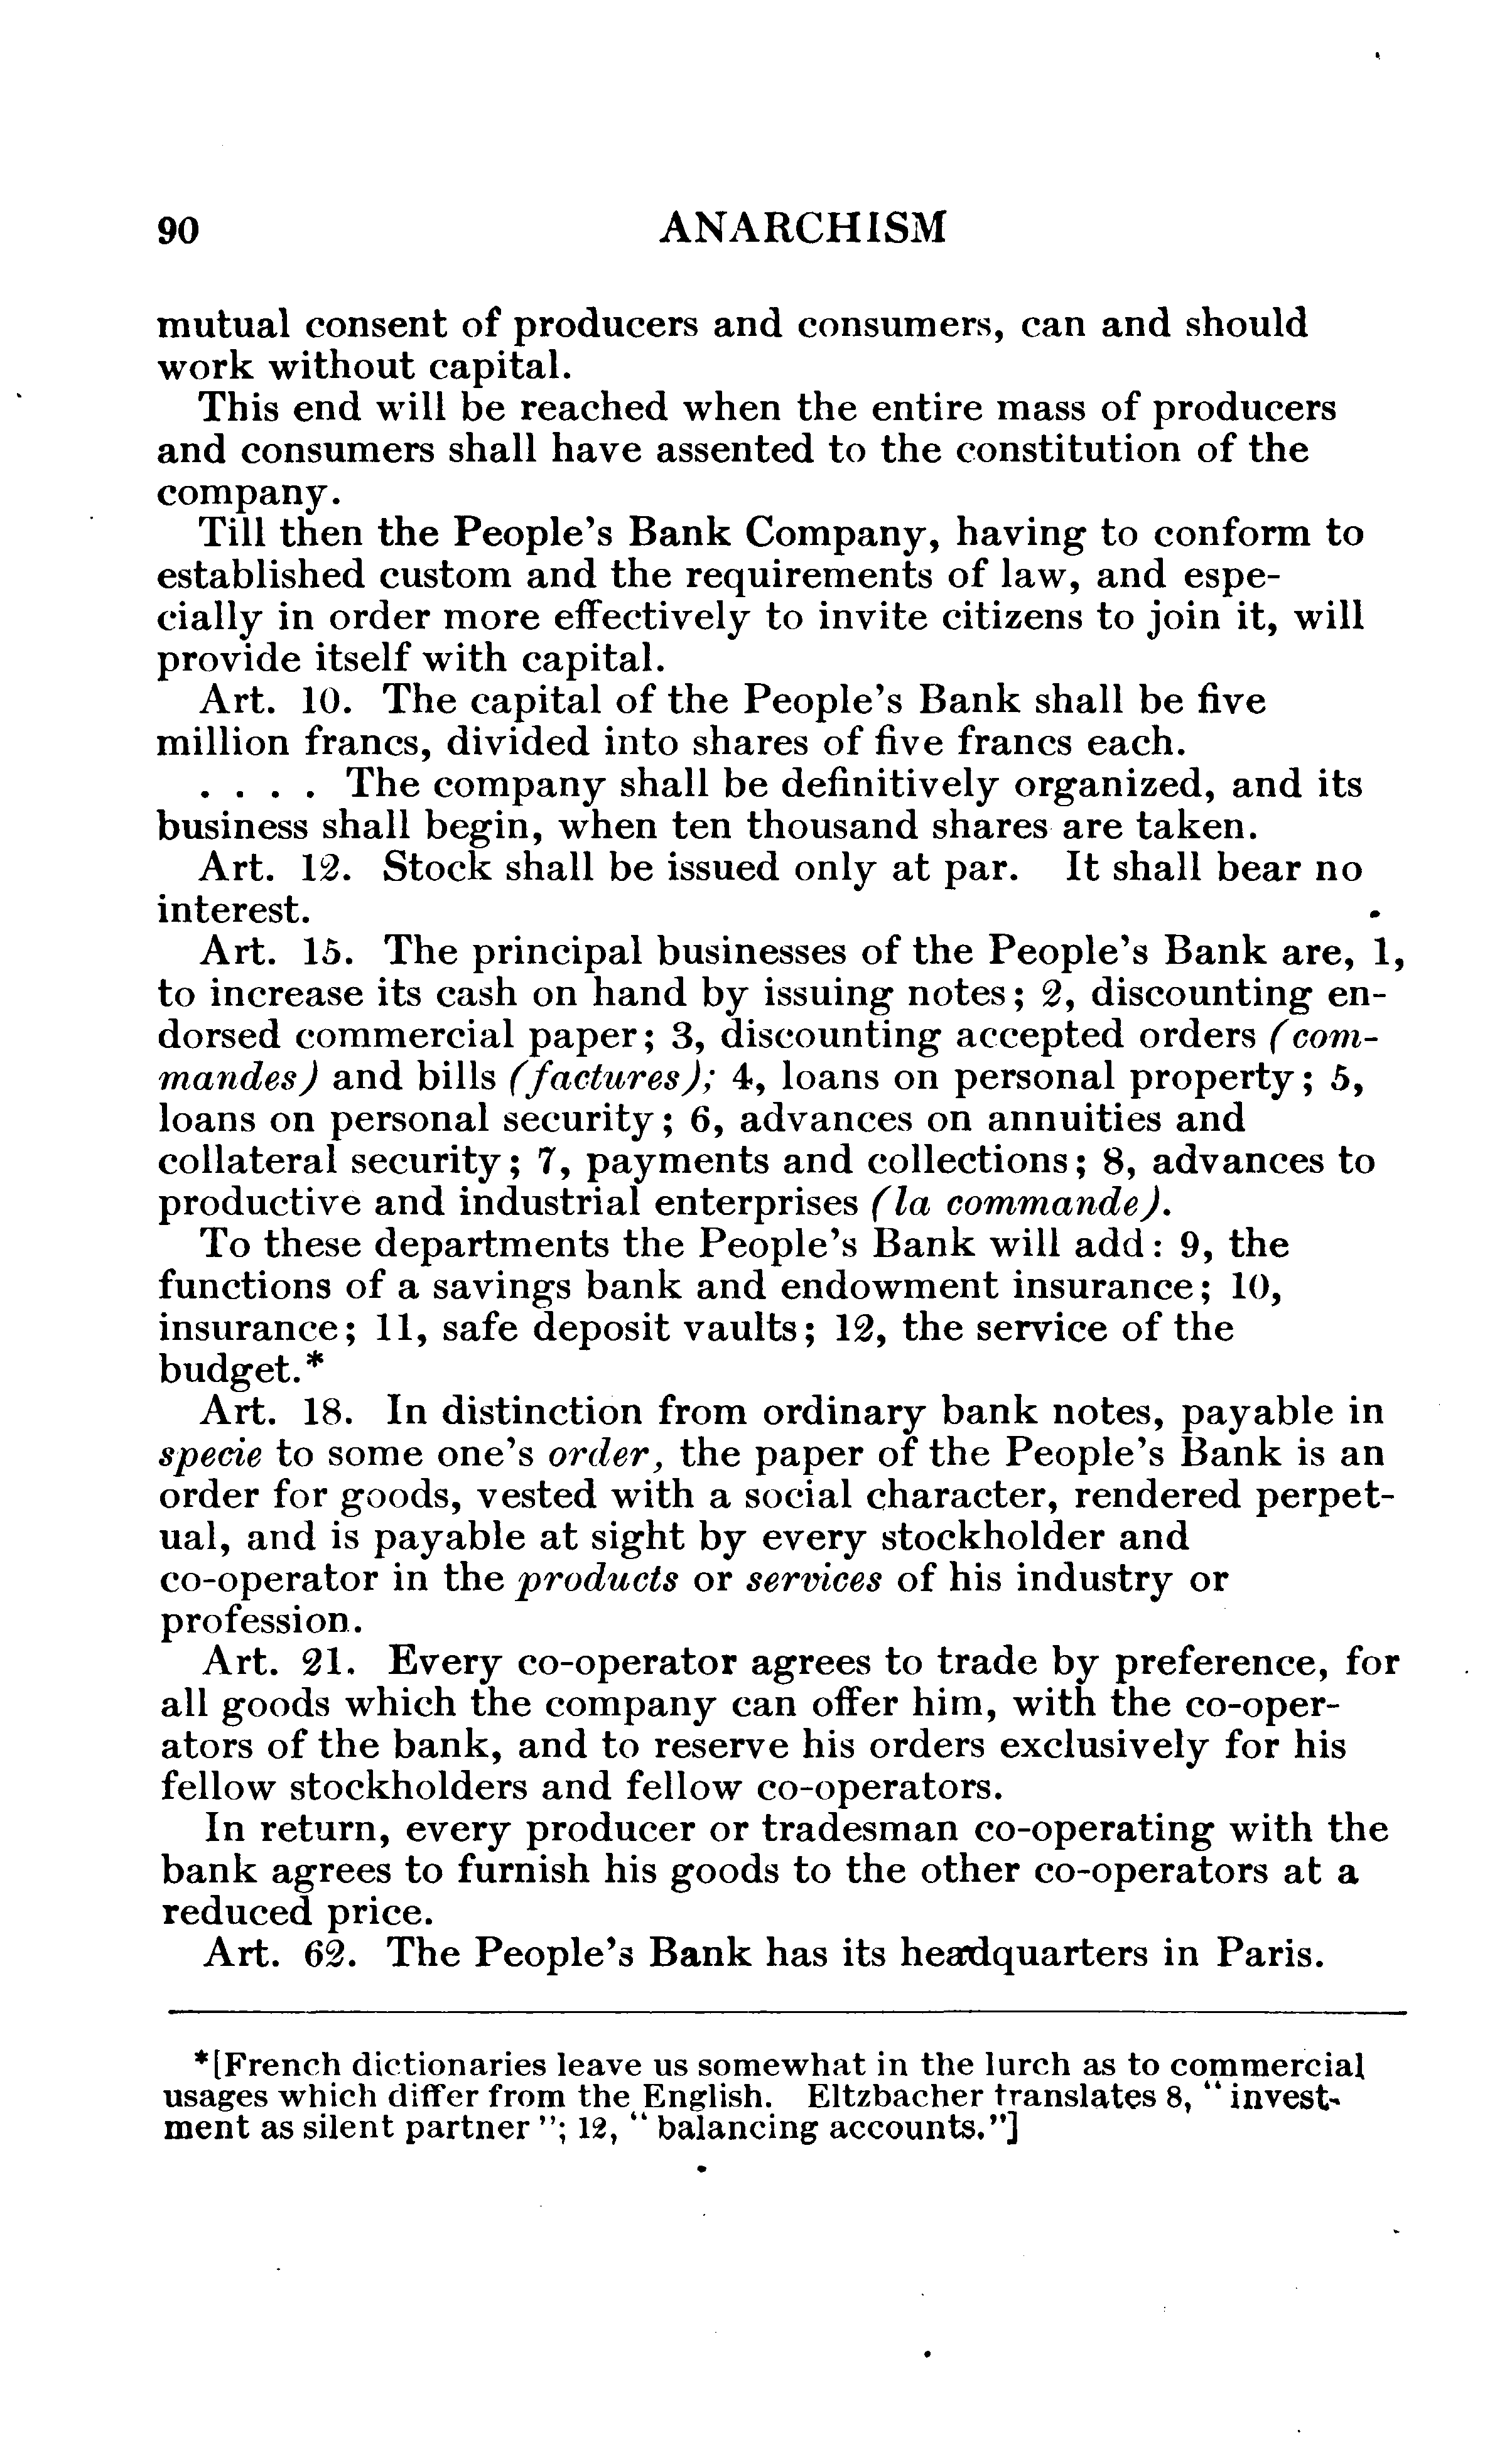 90 ANARCHISM
mutual consent of producers and consumers, can and should
work without capital.
This end will be reached when the entire mass of producers
and consumers shall have assented to the constitution of the
company.
Till then the People's Bank Company, having to conform to
established custom and the requirements of law, and espe-
cially in order more effectively to invite citizens to join it, will
provide itself with capital.
Art. 10. The capital of the People's Bank shall be five
million francs, divided into shares of five francs each.
. . . . The company shall be definitively organized, and its
business shall begin, when ten thousand shares are taken.
Art. 12. Stock shall be issued only at par. It shall bear no
interest.
Art. 15. The principal businesses of the People's Bank are, 1,
to increase its cash on hand by issuing notes; 2, discounting en-
dorsed commercial paper; 3, discounting accepted orders (com-
mandes) and bills (factures); 4, loans on personal property; 5,
loans on personal security; 6, advances on annuities and
collateral security; 7, payments and collections; 8, advances to
productive and industrial enterprises (la commande).
To these departments the People's Bank will add: 9, the
functions of a savings bank and endowment insurance; 10,
insurance; 11, safe deposit vaults; 12, the service of the
budget.*
Art. 18. In distinction from ordinary bank notes, payable in
specie to some one's order, the paper of the People's Bank is an
order for goods, vested with a social character, rendered perpet-
ual, and is payable at sight by every stockholder and
co-operator in the products or services of his industry or
profession.
Art. 21. Every co-operator agrees to trade by preference, for
all goods which the company can offer him, with the co-oper-
ators of the bank, and to reserve his orders exclusively for his
fellow stockholders and fellow co-operators.
In return, every producer or tradesman co-operating with the
bank agrees to furnish his goods to the other co-operators at a
reduced price.
Art. 62. The People's Bank has its headquarters in Paris.
*[French dictionaries leave us somewhat in the lurch as to commercial
usages which differ from the English. Eltzbacher translates 8, "invest-
ment as silent partner"; 12, "balancing accounts."]